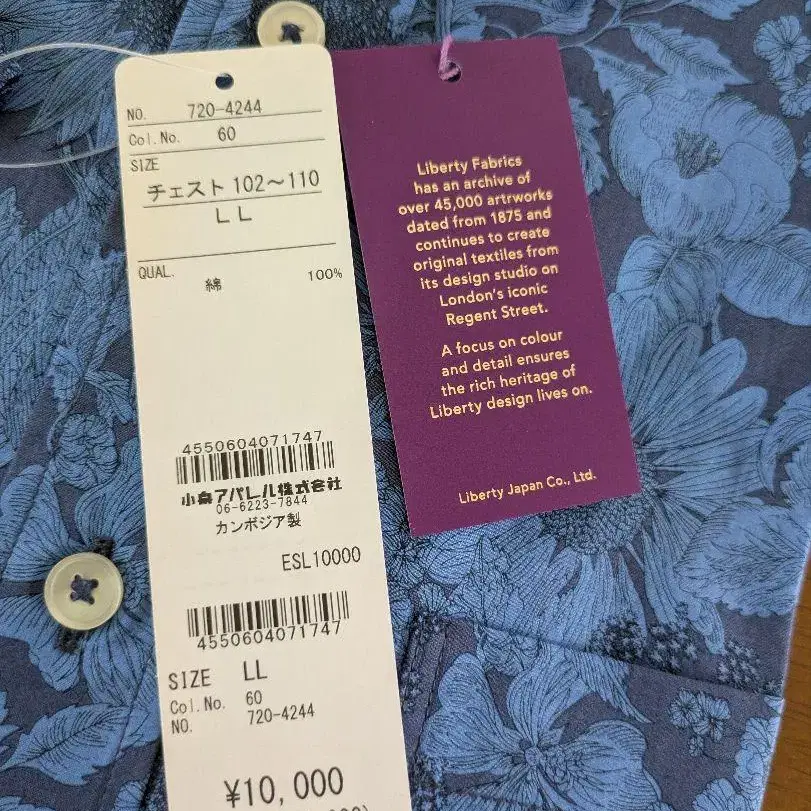 NO. 720-4244
Col.No. 60
SIZE
チェスト 102〜110
LL
QUAL.
綿 100%
4550604071747
小泉アパレル株式会社
06-6223-7844
カンボジア製
ESL10000
4550604071747
SIZE LL
Col.No. 60
NO. 720-4244
¥10,000
Liberty Fabrics
has an archive of
over 45,000 artworks
dated from 1875 and
continues to create
original textiles from
its design studio on
London's iconic
Regent Street.
A focus on colour
and detail ensures
the rich heritage of
Liberty design lives on.
Liberty Japan Co., Ltd.